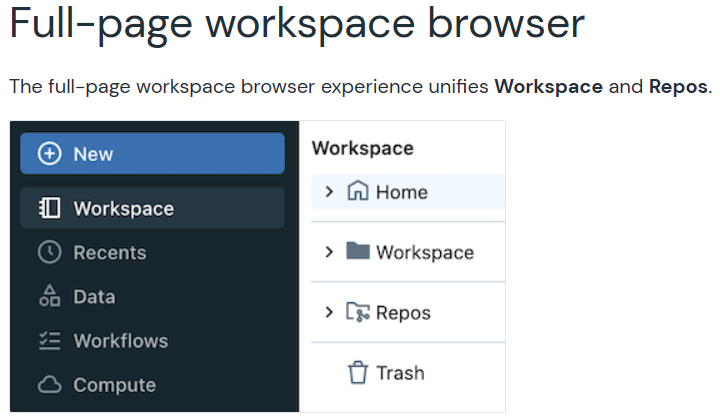 Full-page workspace browser
The full-page workspace browser experience unifies Workspace and Repos.
New
Workspace
Recents
Data
Workflows
Compute
Workspace
Home
Workspace
Repos
Trash